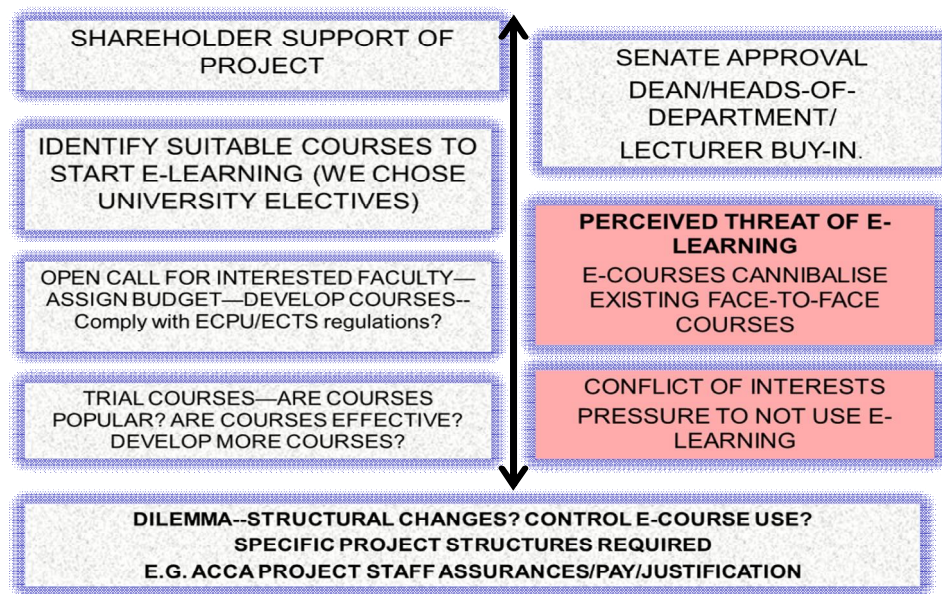 SHAREHOLDER SUPPORT OF
PROJECT
IDENTIFY SUITABLE COURSES TO
START E-LEARNING (WE CHOSE
UNIVERSITY ELECTIVES)
OPEN CALL FOR INTERESTED FACULTY—
ASSIGN BUDGET—DEVELOP COURSES--
Comply with ECPU/ECTS regulations?
TRIAL COURSES—ARE COURSES
POPULAR? ARE COURSES EFFECTIVE?
DEVELOP MORE COURSES?
SENATE APPROVAL
DEAN/HEADS-OF-
DEPARTMENT/
LECTURER BUY-IN.
PERCEIVED THREAT OF E-
LEARNING
E-COURSES CANNIBALISE
EXISTING FACE-TO-FACE
COURSES
CONFLICT OF INTERESTS
PRESSURE TO NOT USE E-
LEARNING
DILEMMA--STRUCTURAL CHANGES? CONTROL E-COURSE USE?
SPECIFIC PROJECT STRUCTURES REQUIRED
E.G. ACCA PROJECT STAFF ASSURANCES/PAY/JUSTIFICATION